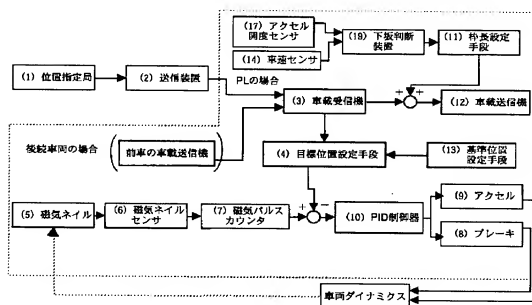 (17) アクセル
開度センサ
(19) 下坂判断
装置
(11) 枠長設定
手段
(14) 車速センサ
(1) 位置指定局
(2) 送信装置
PLの場合
(3) 車載受信機
+
+
(12) 車載送信機
後続車両の場合
前車の車載送信機
(4) 目標位置設定手段
(13) 基準位置
設定手段
(5) 磁気ネイル
(6) 磁気ネイル
センサ
(7) 磁気パルス
カウンタ
+
−
(10) PID制御器
(9) アクセル
(8) ブレーキ
車両ダイナミクス